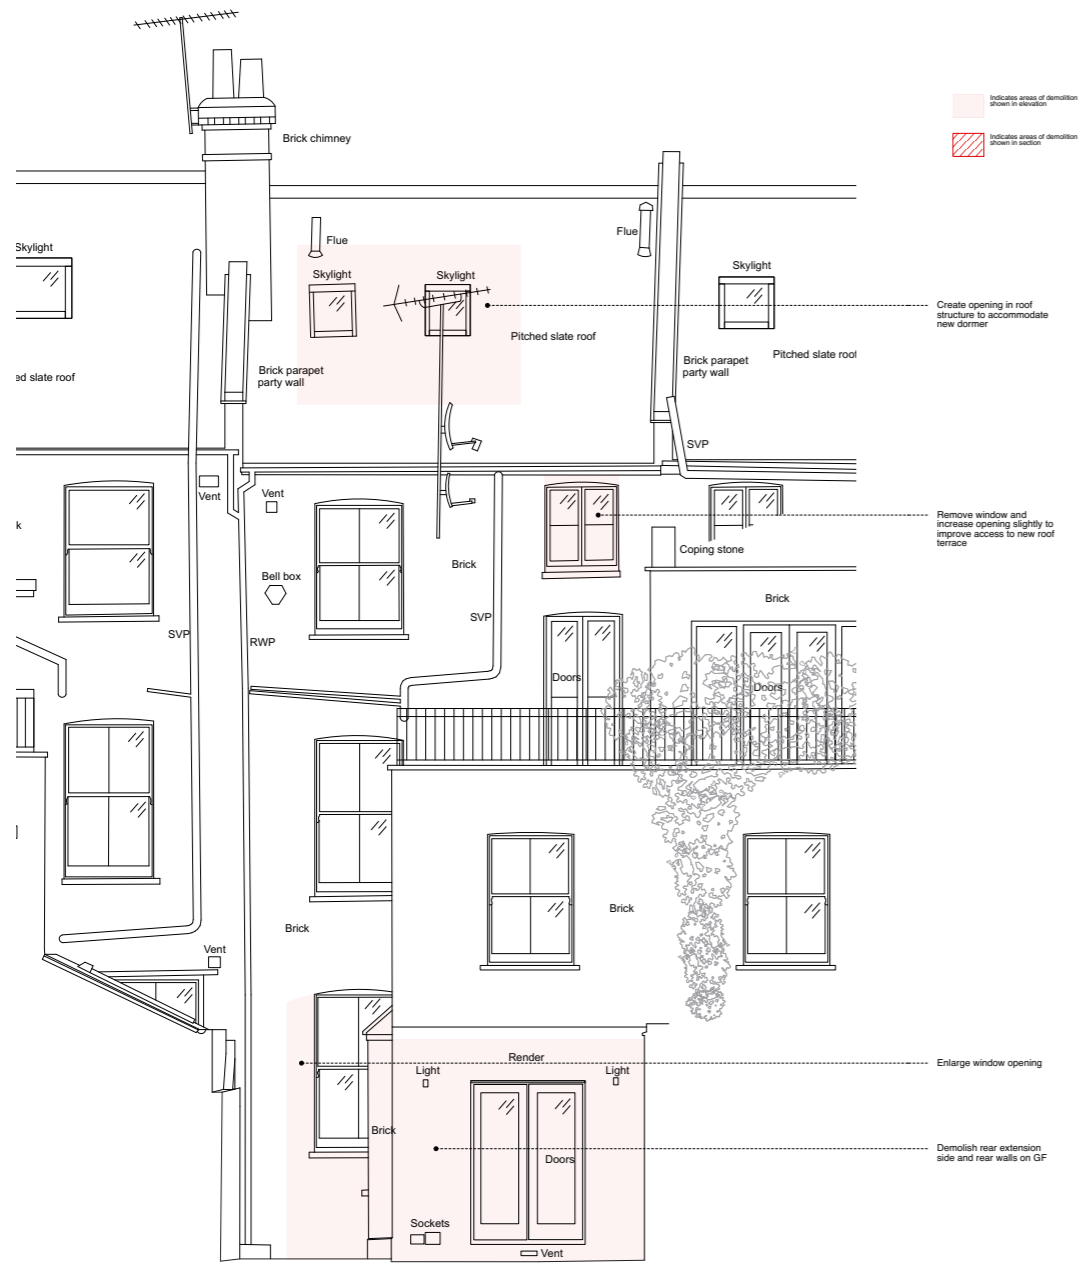 Indicates areas of demolition
shown in elevation
Indicates areas of demolition
shown in section
Brick chimney
Flue
Flue
Skylight
Skylight
Skylight
Skylight
Create opening in roof
structure to accommodate
new dormer
Pitched slate roof
Pitched slate roof
Brick parapet
party wall
Brick parapet
party wall
ed slate roof
SVP
Vent
Vent
k
Remove window and
increase opening slightly to
improve access to new roof
terrace
Coping stone
Brick
Bell box
Brick
SVP
SVP
RWP
Doors
Doors
Brick
Brick
Vent
Render
Enlarge window opening
Light
Light
Brick
Doors
Demolish rear extension
side and rear walls on GF
Sockets
Vent